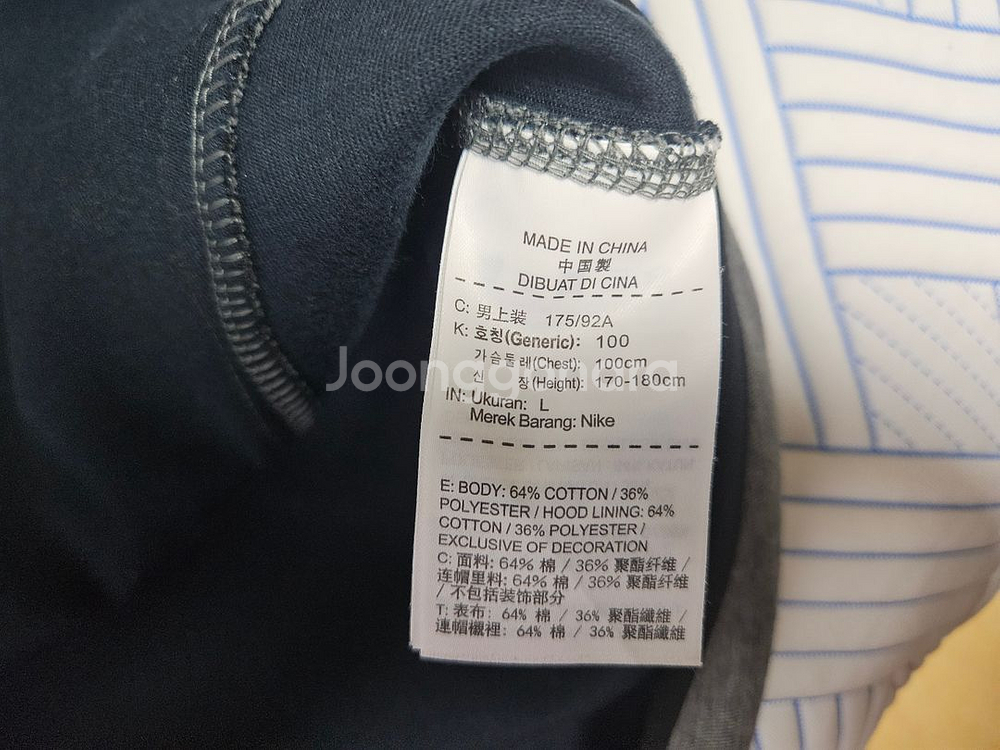 MADE IN CHINA
中国製
DIBUAT DI CINA
C: 男上装 175/92A
K: 호칭(Generic): 100
가슴둘레(Chest): 100cm
신 장(Height): 170-180cm
IN: Ukuran: L
Merek Barang: Nike
Joonggonara
E: BODY: 64% COTTON / 36%
POLYESTER / HOOD LINING: 64%
COTTON / 36% POLYESTER /
EXCLUSIVE OF DECORATION
C: 面料: 64% 棉 / 36% 聚酯纤维 /
连帽里料: 64% 棉 / 36% 聚酯纤维
/ 不包括装饰部分
T: 表布: 64% 棉 / 36% 聚酯纖維 /
連帽襯裡: 64% 棉 / 36% 聚酯纖維